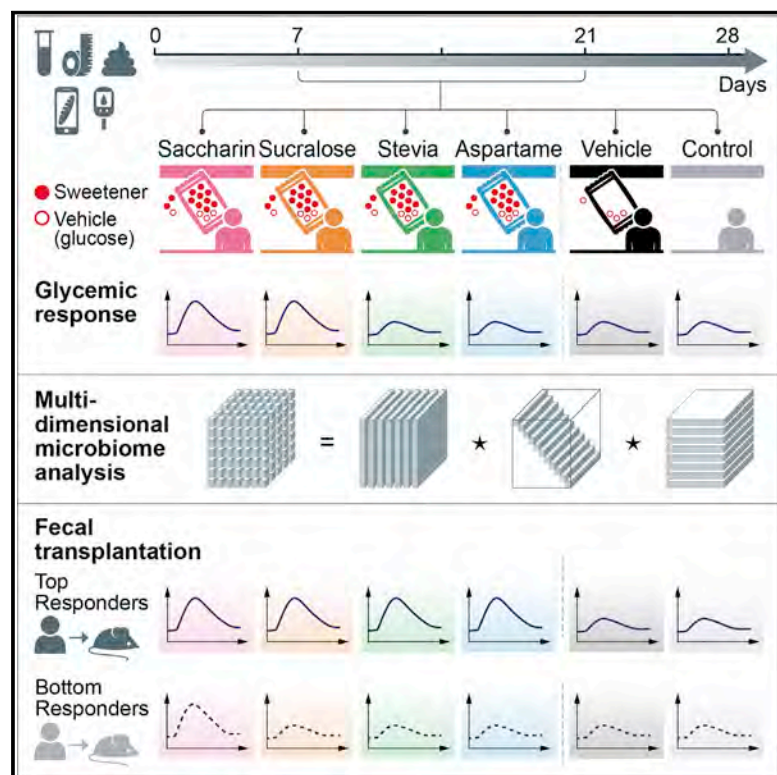 0 7 21 28
Days
Saccharin Sucralose Stevia Aspartame Vehicle Control
Sweetener
Vehicle
(glucose)
Glycemic
response
Multi-
dimensional
microbiome
analysis
=
Fecal
transplantation
Top
Responders
Bottom
Responders